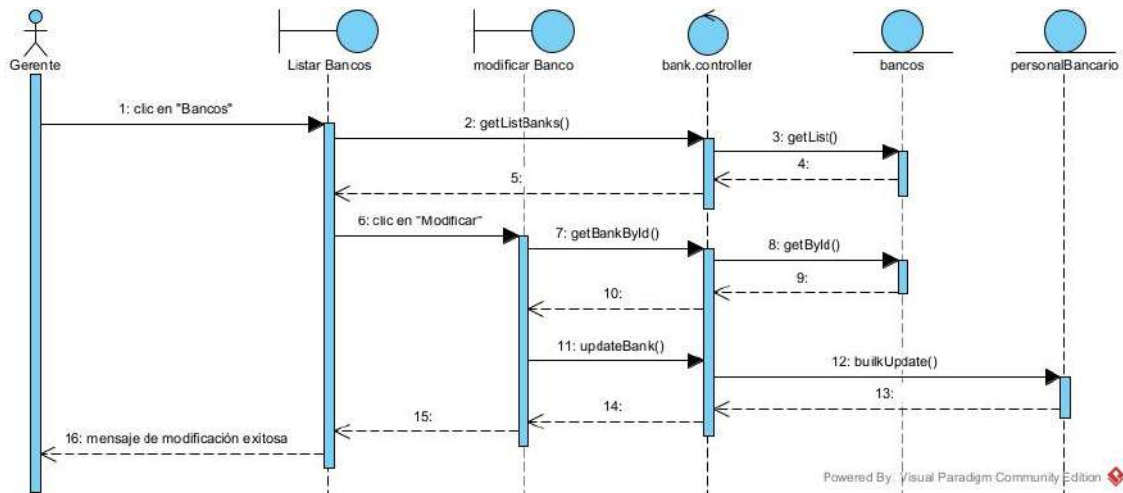 Gerente
Listar Bancos
modificar Banco
bank.controller
bancos
personalBancario
1: clic en "Bancos"
2: getListBanks()
3: getList()
4:
5:
6: clic en "Modificar"
7: getBankById()
8: getById()
9:
10:
11: updateBank()
12: builkUpdate()
13:
14:
15:
16: mensaje de modificación exitosa
Powered By: Visual Paradigm Community Edition